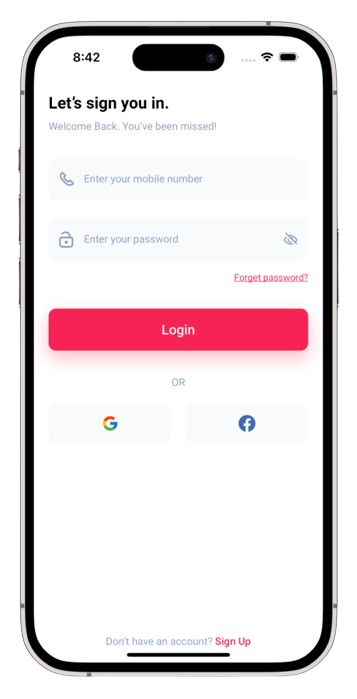 8:42
Let's sign you in.
Welcome Back. You've been missed!
Enter your mobile number
Enter your password
Forget password?
Login
OR
Don't have an account? Sign Up